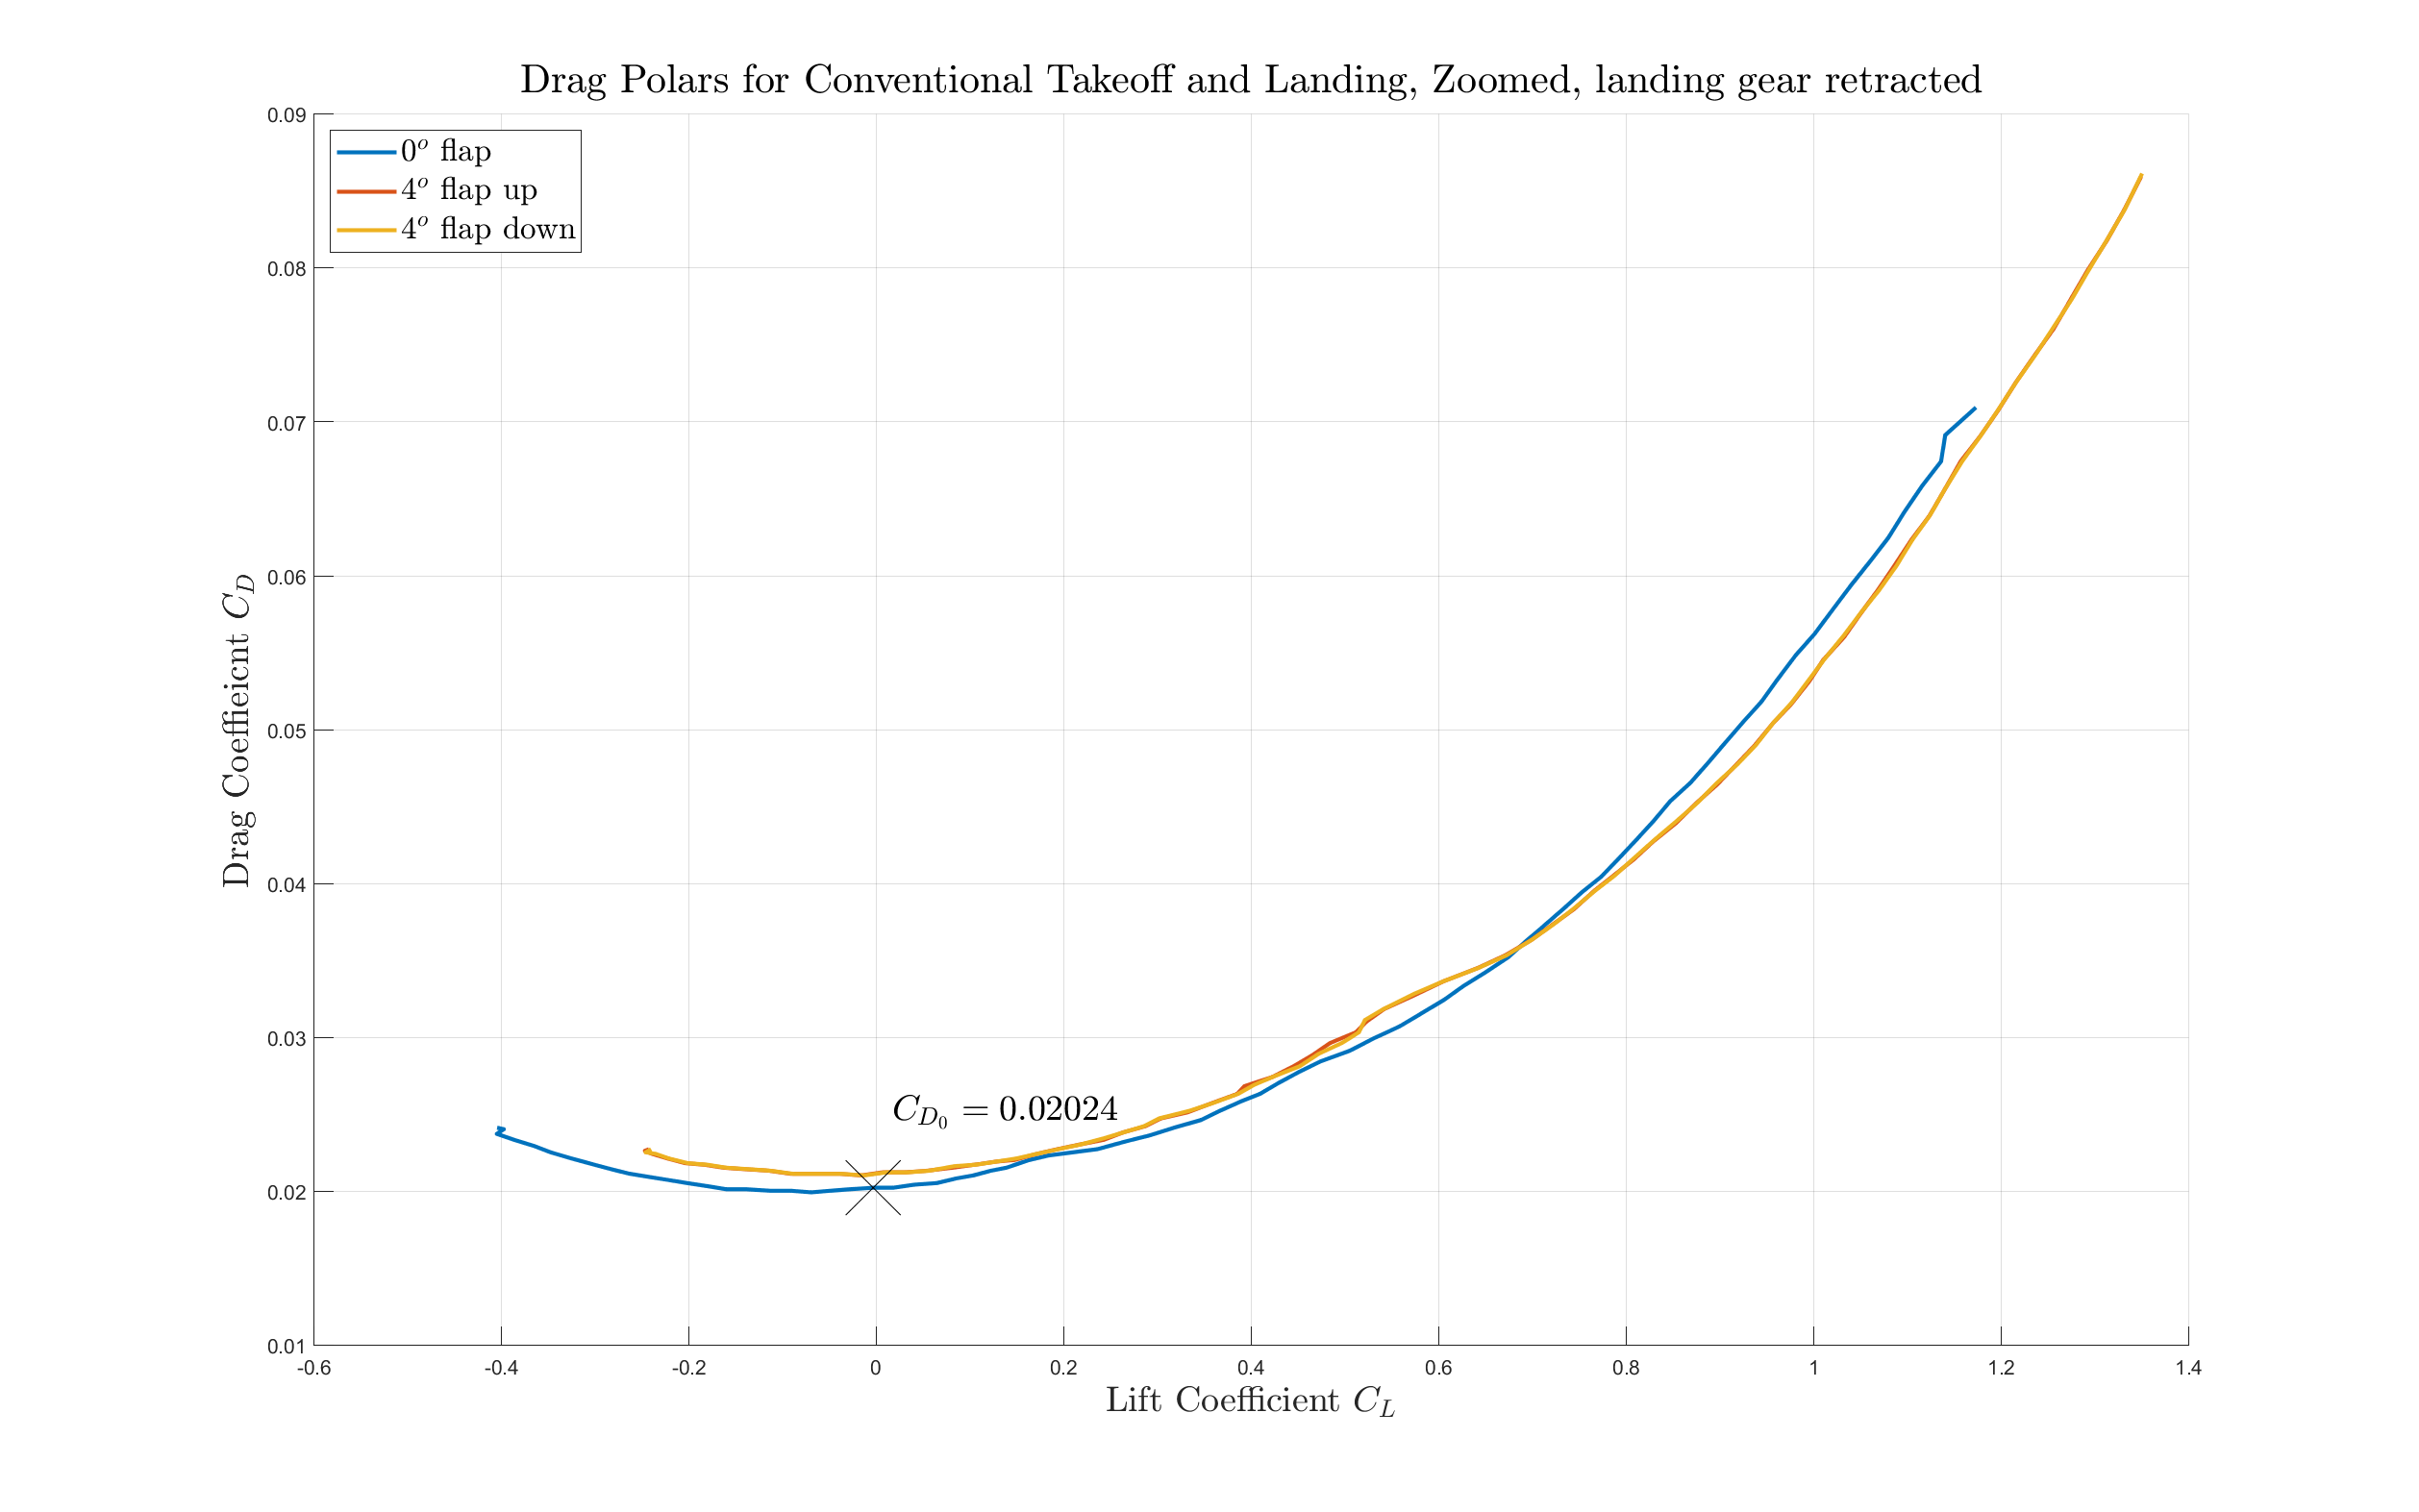 Drag Polars for Conventional Takeoff and Landing, Zoomed, landing gear retracted
0° flap
4° flap up
4° flap down
0.09
0.08
0.07
0.06
0.05
0.04
0.03
0.02
0.01
Drag Coeffieicnt C_D
C_{D_0} = 0.02024
-0.6 -0.4 -0.2 0 0.2 0.4 0.6 0.8 1 1.2 1.4
Lift Coefficient C_L